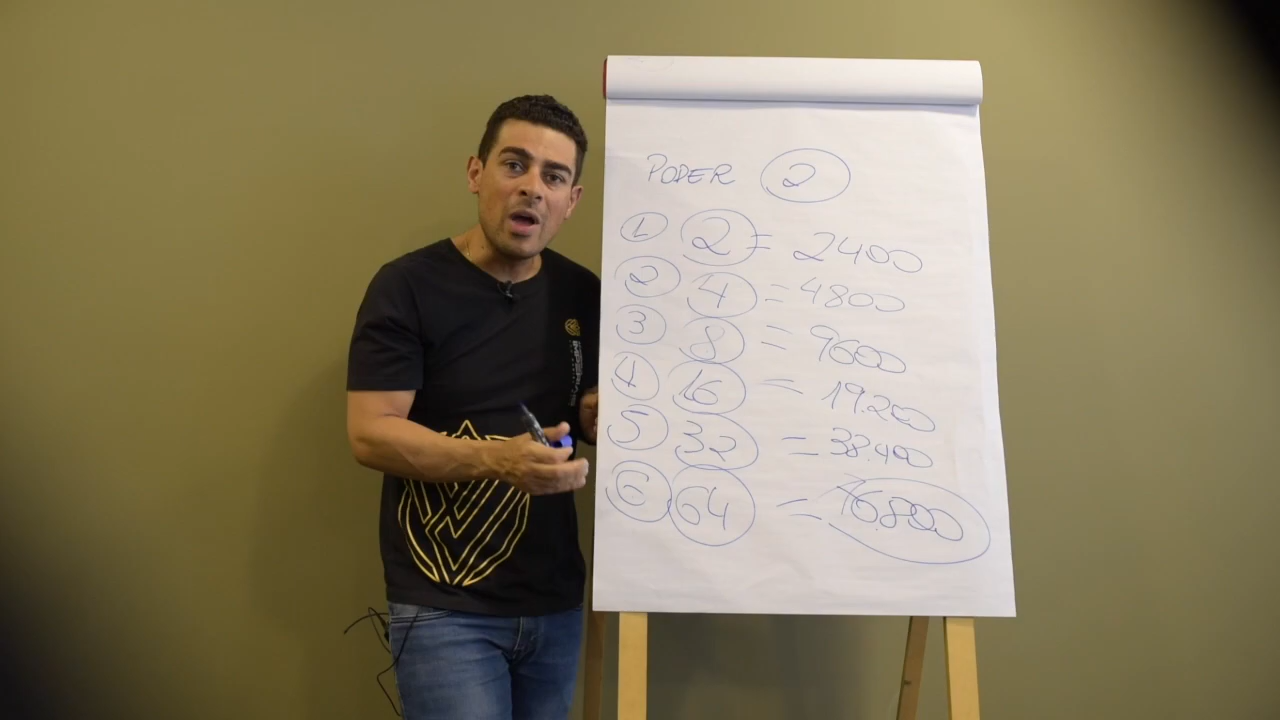 PODER 2
1 2 = 2400
2 4 = 4800
3 8 = 9600
4 16 = 19.200
5 32 = 38.400
6 64 = 76.800